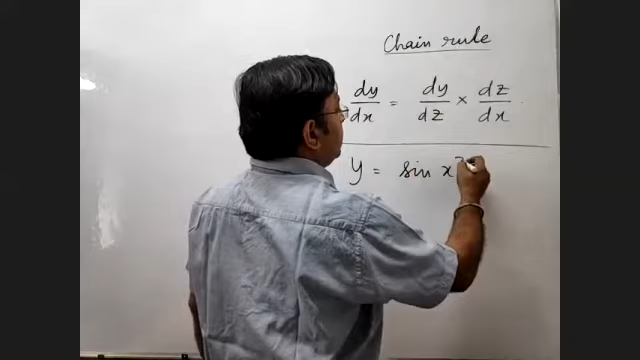 Chain rule
dy/dx = dy/dz × dz/dx
y = sin x